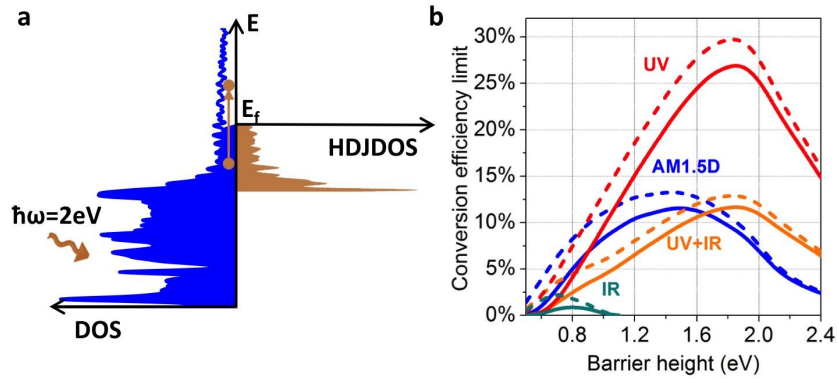 a
E
E_f
HDJDOS
ħω=2eV
DOS
b
Conversion efficiency limit
30%
25%
20%
15%
10%
5%
0%
UV
AM1.5D
UV+IR
IR
0.8 1.2 1.6 2.0 2.4
Barrier height (eV)